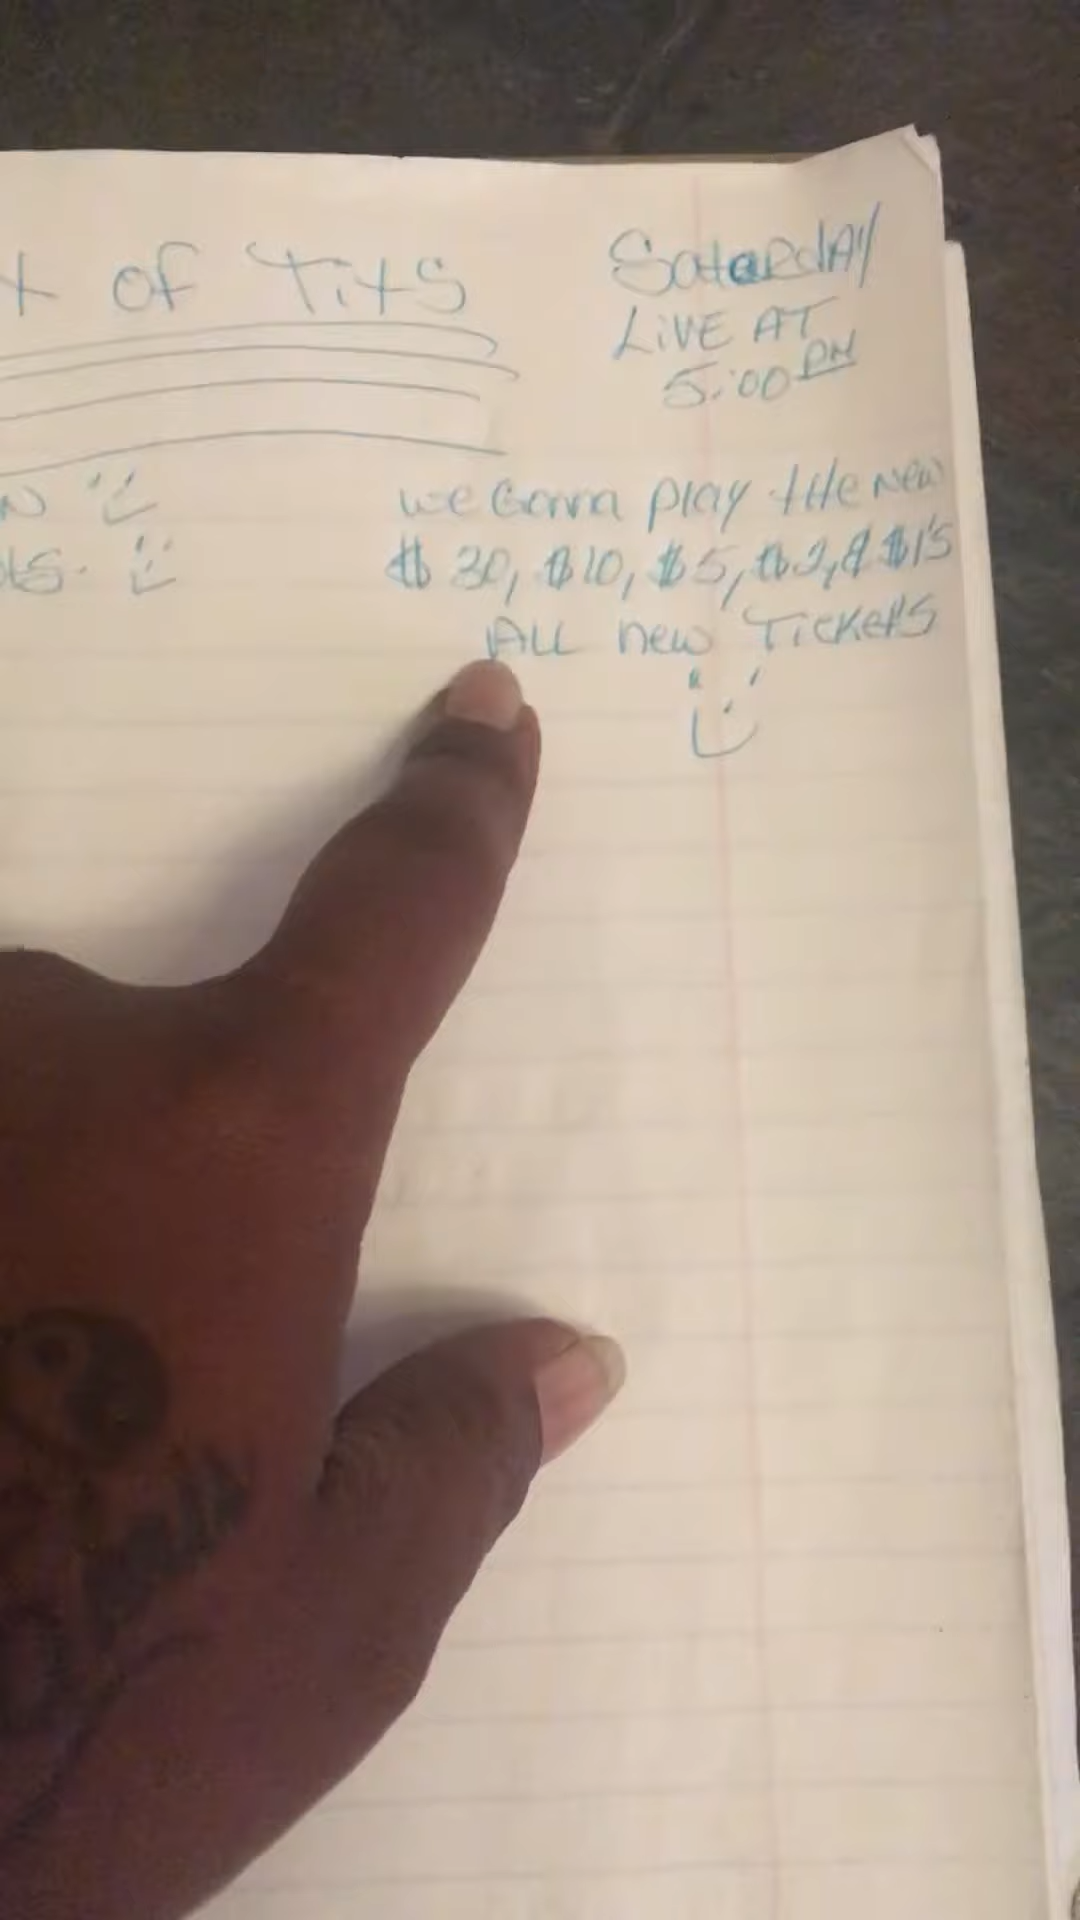 of Tits
Saturday
LiVE AT
5:00 PM
N
We Gonna play tHe New
$30, $10, $5, $2, & $1's
ALL new Tickets